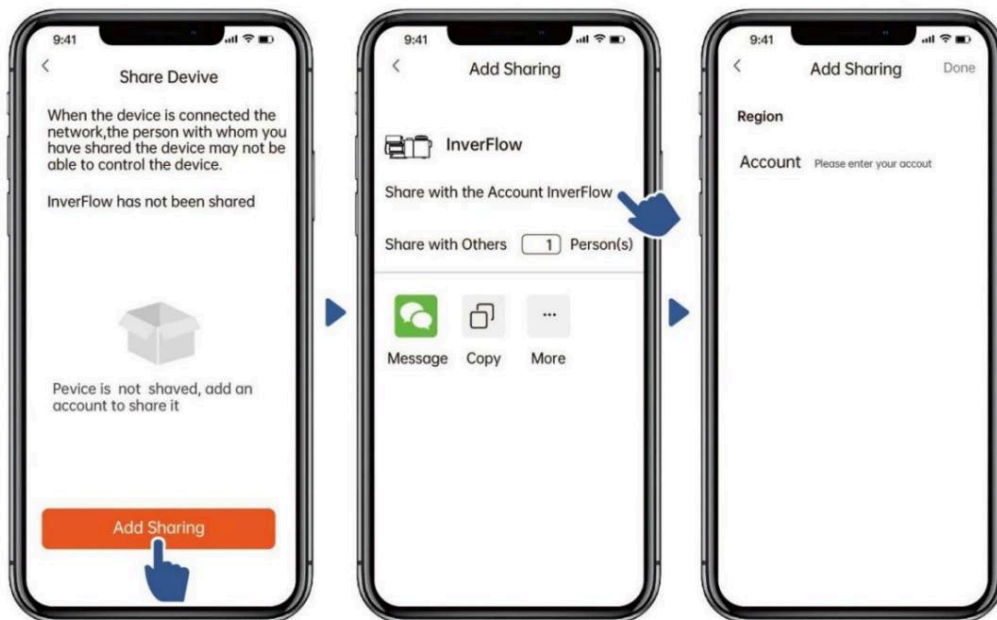 9:41
Share Devive
When the device is connected the
network,the person with whom you
have shared the device may not be
able to control the device.
InverFlow has not been shared
Pevice is not shaved, add an
account to share it
Add Sharing
9:41
Add Sharing
InverFlow
Share with the Account InverFlow
Share with Others 1 Person(s)
Message Copy More
9:41
Add Sharing Done
Region
Account Please enter your accout